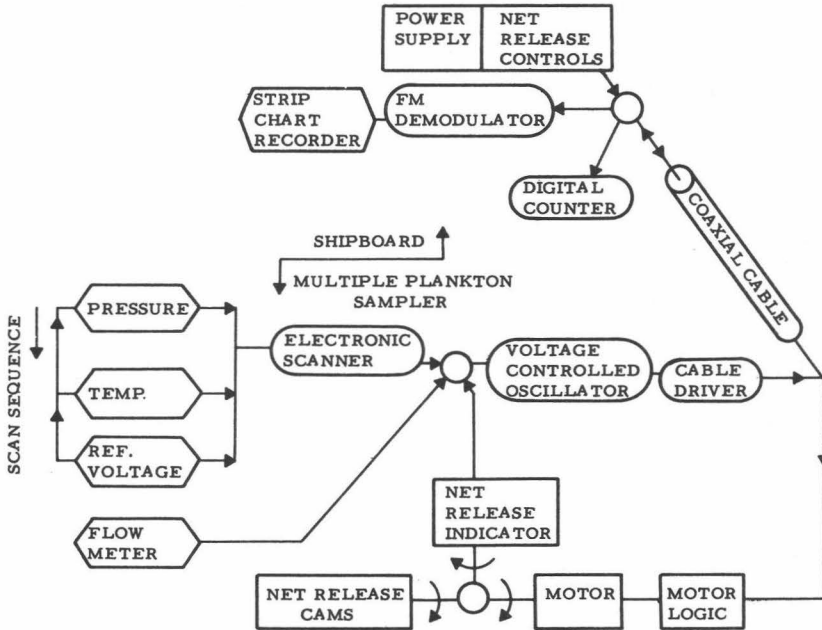 POWER
SUPPLY
NET
RELEASE
CONTROLS
STRIP
CHART
RECORDER
FM
DEMODULATOR
DIGITAL
COUNTER
COAXIAL CABLE
SHIPBOARD
MULTIPLE PLANKTON
SAMPLER
SCAN SEQUENCE
PRESSURE
TEMP.
REF.
VOLTAGE
FLOW
METER
ELECTRONIC
SCANNER
VOLTAGE
CONTROLLED
OSCILLATOR
CABLE
DRIVER
NET
RELEASE
INDICATOR
NET RELEASE
CAMS
MOTOR
MOTOR
LOGIC